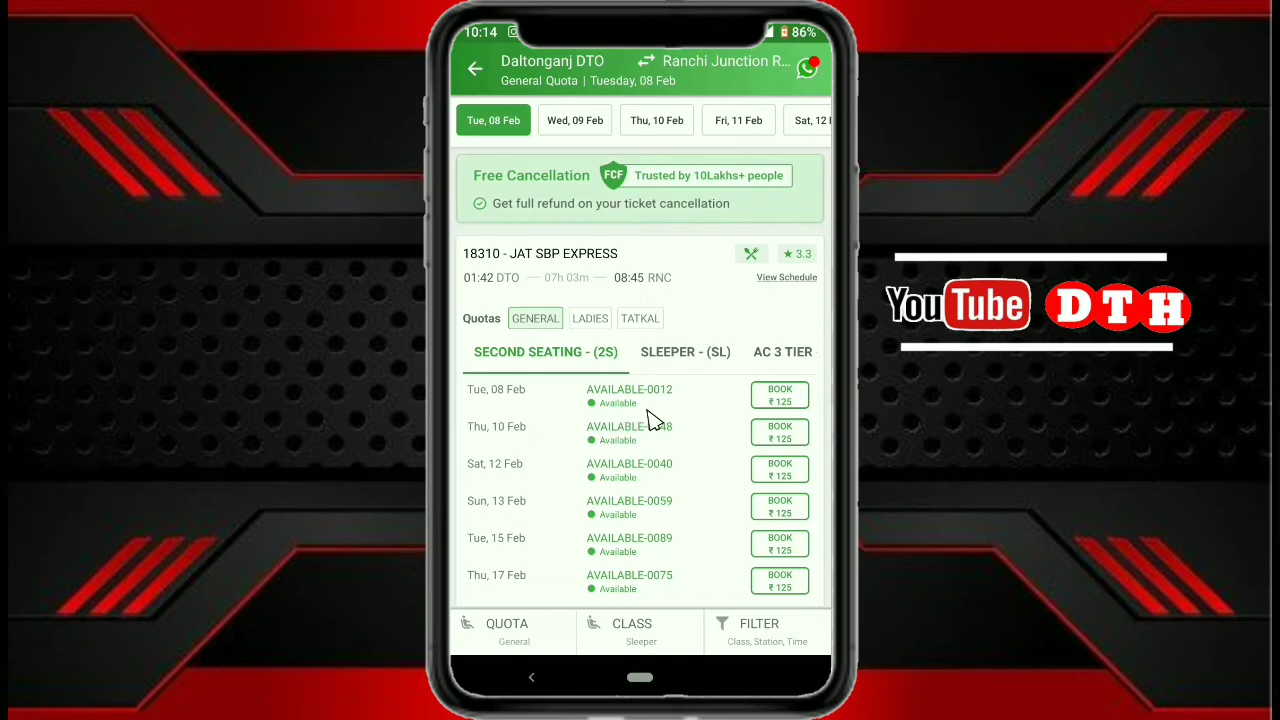 10:14
86%
Daltonganj DTO
Ranchi Junction R...
General Quota | Tuesday, 08 Feb
Tue, 08 Feb
Wed, 09 Feb
Thu, 10 Feb
Fri, 11 Feb
Sat, 12
Free Cancellation
FCF
Trusted by 10Lakhs+ people
Get full refund on your ticket cancellation
18310 - JAT SBP EXPRESS
★ 3.3
01:42 DTO
07h 03m
08:45 RNC
View Schedule
Quotas
GENERAL
LADIES
TATKAL
SECOND SEATING - (2S)
SLEEPER - (SL)
AC 3 TIER
Tue, 08 Feb
AVAILABLE-0012
Available
BOOK
₹ 125
Thu, 10 Feb
Available
BOOK
₹ 125
Sat, 12 Feb
AVAILABLE-0040
Available
BOOK
₹ 125
Sun, 13 Feb
AVAILABLE-0059
Available
BOOK
₹ 125
Tue, 15 Feb
AVAILABLE-0089
Available
BOOK
₹ 125
Thu, 17 Feb
AVAILABLE-0075
Available
BOOK
₹ 125
QUOTA
General
CLASS
Sleeper
FILTER
Class, Station, Time
YouTube
DTH